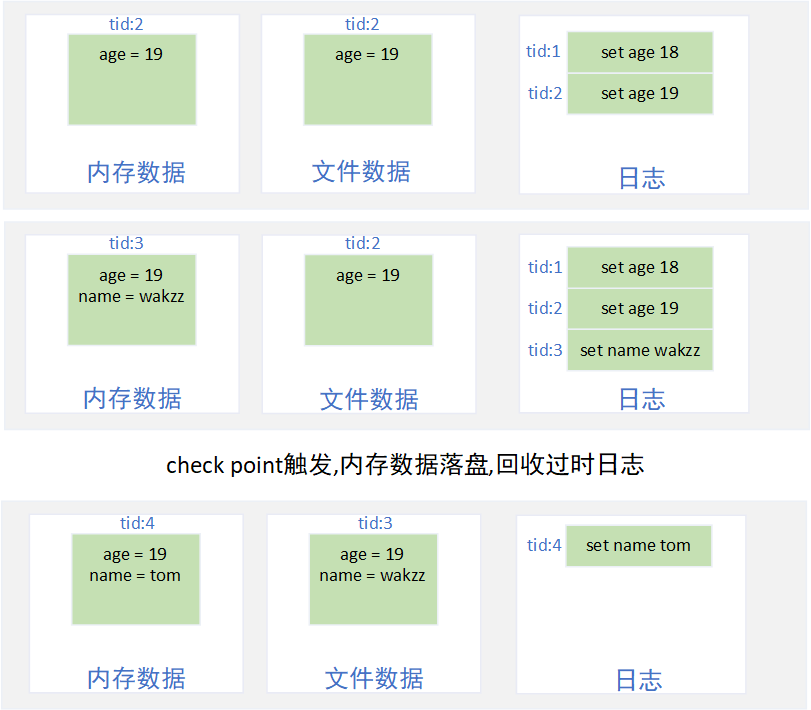 tid:2
age = 19
内存数据
tid:2
age = 19
文件数据
tid:1
set age 18
tid:2
set age 19
日志
tid:3
age = 19
name = wakzz
内存数据
tid:2
age = 19
文件数据
tid:1
set age 18
tid:2
set age 19
tid:3
set name wakzz
日志
check point触发,内存数据落盘,回收过时日志
tid:4
age = 19
name = tom
内存数据
tid:3
age = 19
name = wakzz
文件数据
tid:4
set name tom
日志